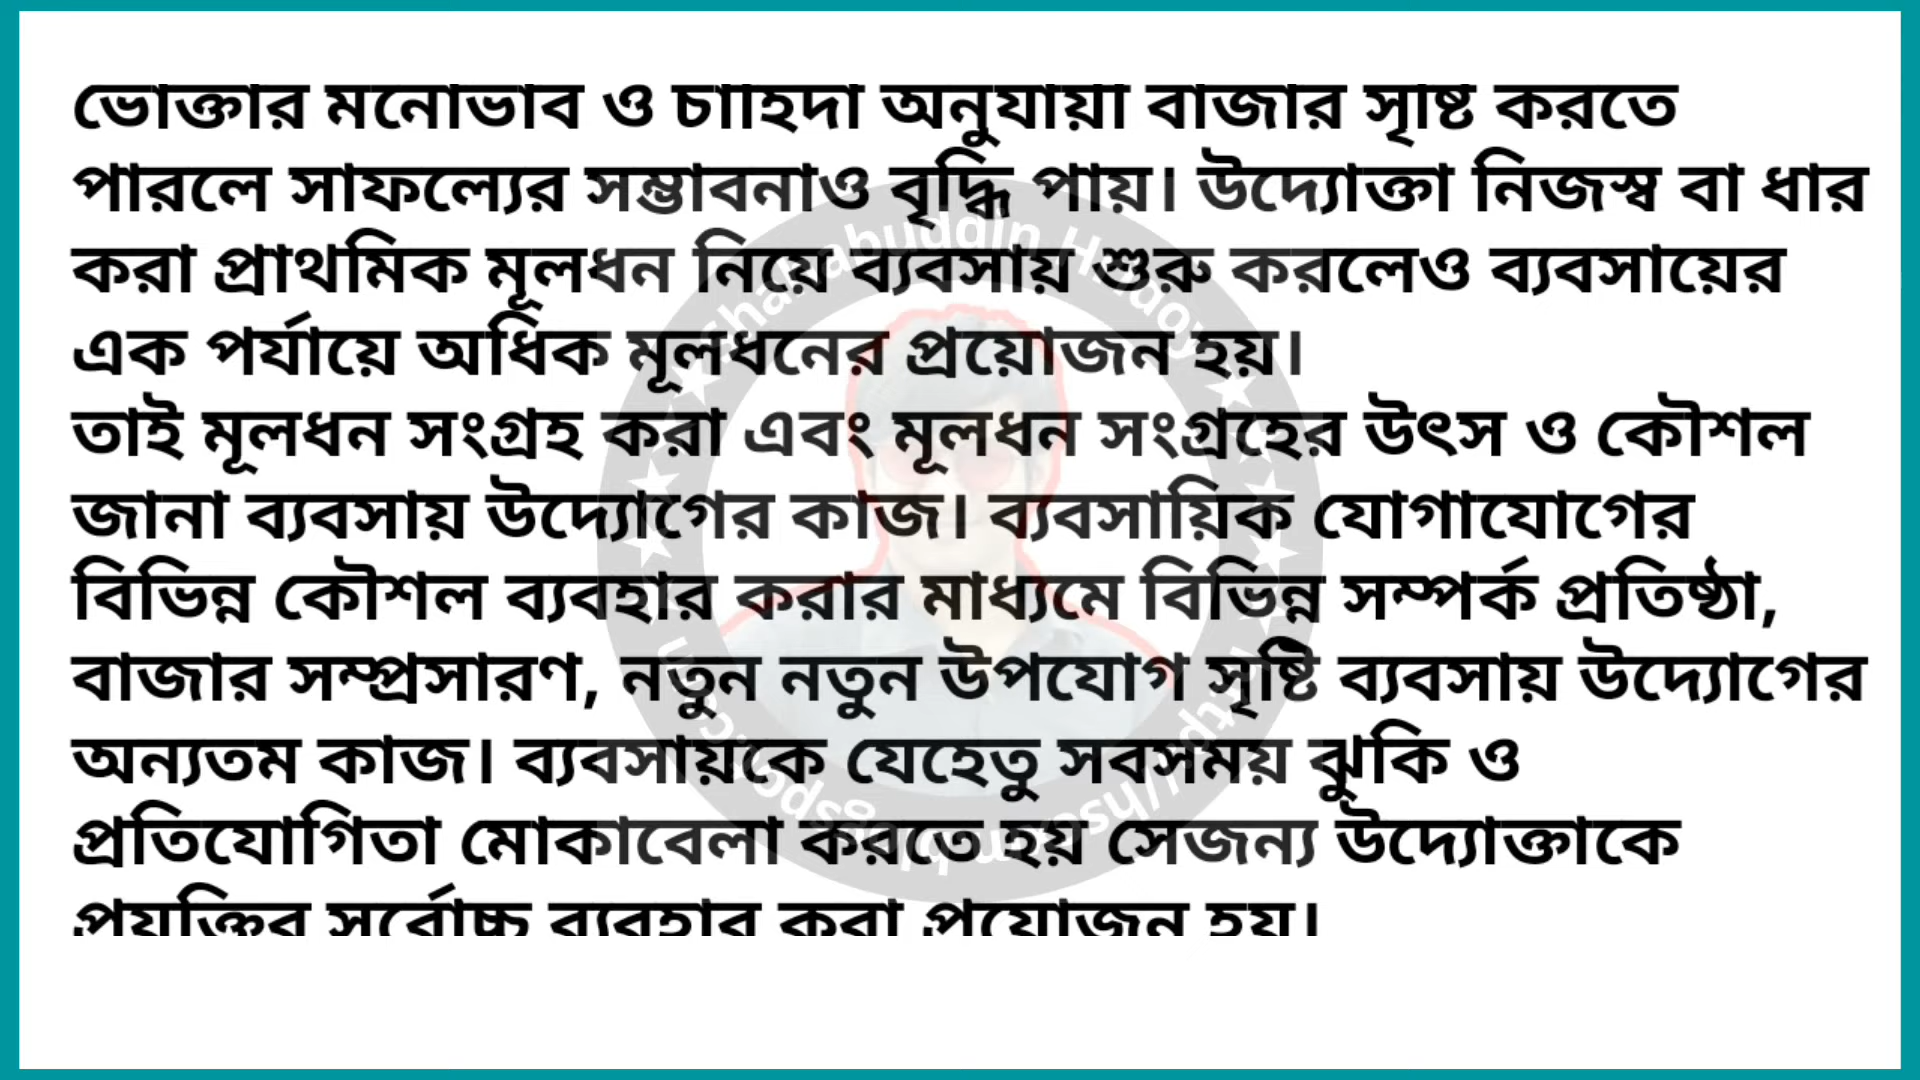 ভোক্তার মনোভাব ও চাহিদা অনুযায়ী বাজার সৃষ্টি করতে
পারলে সাফল্যের সম্ভাবনাও বৃদ্ধি পায়। উদ্যোক্তা নিজস্ব বা ধার
করা প্রাথমিক মূলধন নিয়ে ব্যবসায় শুরু করলেও ব্যবসায়ের
এক পর্যায়ে অধিক মূলধনের প্রয়োজন হয়।
তাই মূলধন সংগ্রহ করা এবং মূলধন সংগ্রহের উৎস ও কৌশল
জানা ব্যবসায় উদ্যোগের কাজ। ব্যবসায়িক যোগাযোগের
বিভিন্ন কৌশল ব্যবহার করার মাধ্যমে বিভিন্ন সম্পর্ক প্রতিষ্ঠা,
বাজার সম্প্রসারণ, নতুন নতুন উপযোগ সৃষ্টি ব্যবসায় উদ্যোগের
অন্যতম কাজ। ব্যবসায়কে যেহেতু সবসময় ঝুকি ও
প্রতিযোগিতা মোকাবেলা করতে হয় সেজন্য উদ্যোক্তাকে
প্রযুক্তির সর্বোচ্চ ব্যবহার করা প্রয়োজন হয়।